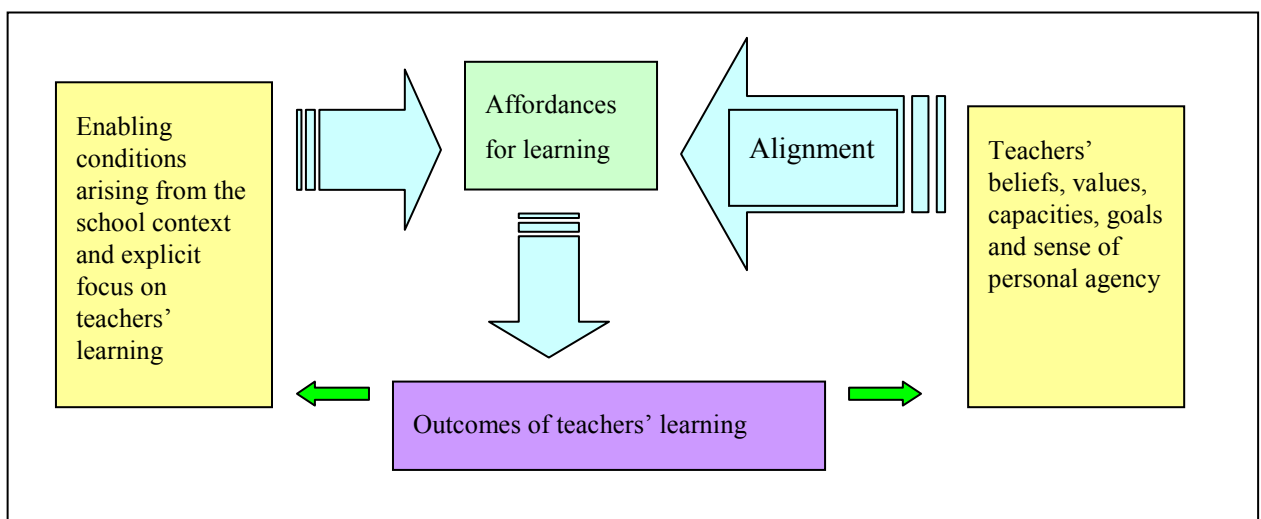 Enabling
conditions
arising from the
school context
and explicit
focus on
teachers’
learning
Affordances
for learning
Alignment
Teachers’
beliefs, values,
capacities, goals
and sense of
personal agency
Outcomes of teachers’ learning